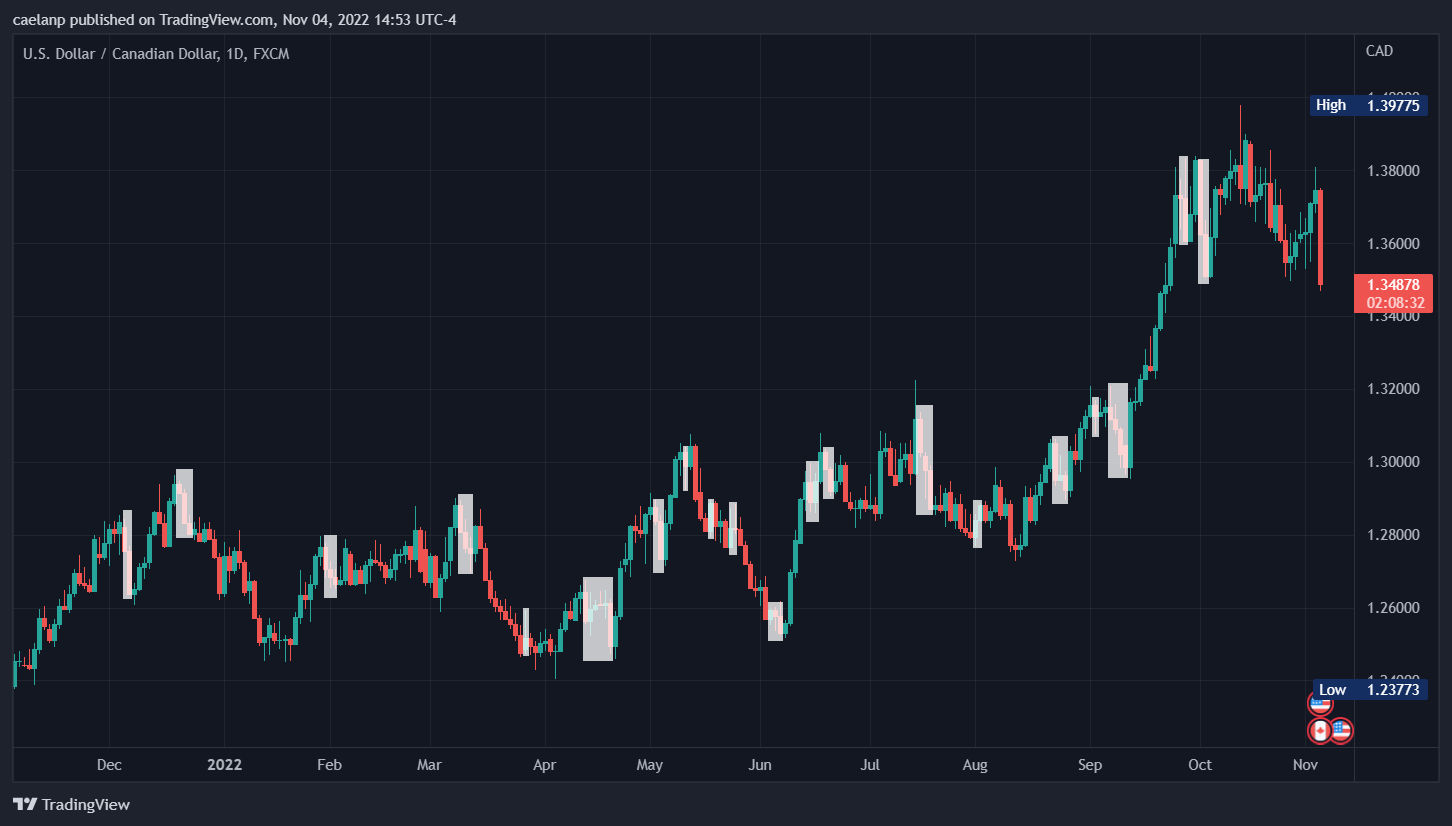 caelanp published on TradingView.com, Nov 04, 2022 14:53 UTC-4
U.S. Dollar / Canadian Dollar, 1D, FXCM
CAD
High 1.39775
1.38000
1.36000
1.34878
02:08:32
1.34000
1.32000
1.30000
1.28000
1.26000
Low 1.23773
Dec 2022 Feb Mar Apr May Jun Jul Aug Sep Oct Nov
TradingView